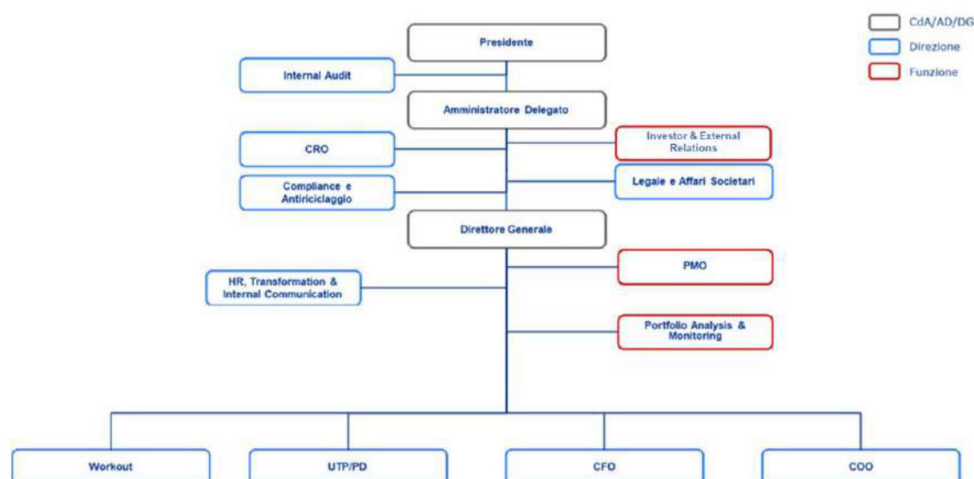 Presidente
CdA/AD/DG
Direzione
Funzione
Internal Audit
Amministratore Delegato
CRO
Investor & External
Relations
Compliance e
Antiriciclaggio
Legale e Affari Societari
Direttore Generale
HR, Transformation &
Internal Communication
PMO
Portfolio Analysis &
Monitoring
Workout
UTP/PD
CFO
COO